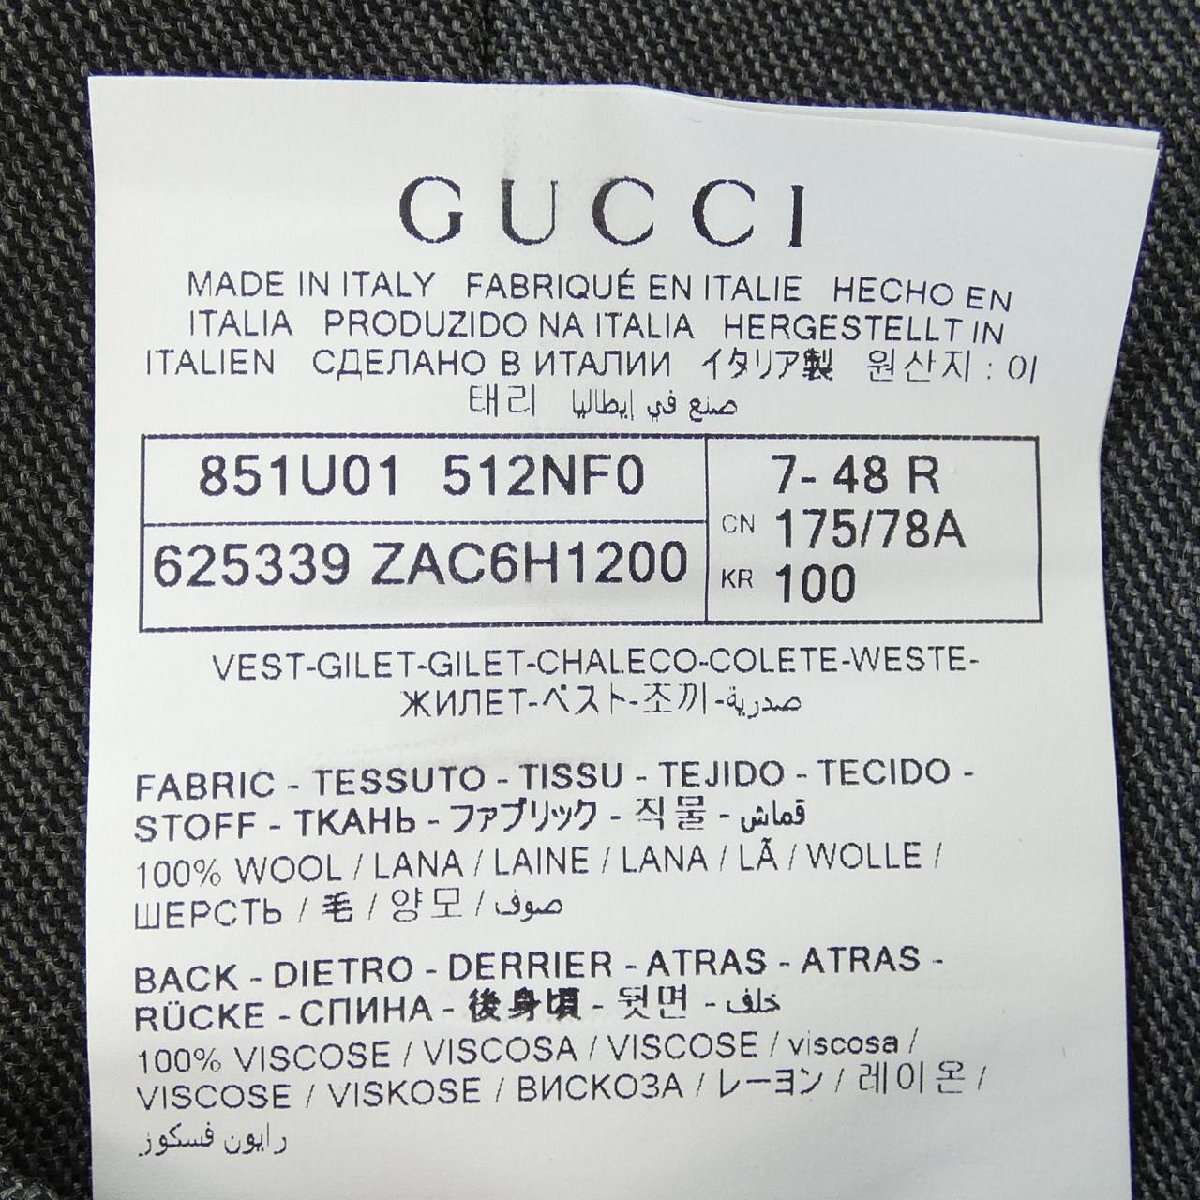 GUCCI
MADE IN ITALY FABRIQUÉ EN ITALIE HECHO EN
ITALIA PRODUZIDO NA ITALIA HERGESTELLT IN
ITALIEN СДЕЛАНО В ИТАЛИИ イタリア製 원산지 : 이
태리 صنع في إيطاليا
851U01 512NF0
625339 ZAC6H1200
7- 48 R
CN 175/78A
KR 100
VEST-GILET-GILET-CHALECO-COLETE-WESTE-
ЖИЛЕТ-ベスト-조끼-صدرية
FABRIC - TESSUTO - TISSU - TEJIDO - TECIDO -
STOFF - ТКАНЬ - ファブリック - 직물 - قماش
100% WOOL / LANA / LAINE / LANA / LÃ / WOLLE /
ШЕРСТЬ / 毛 / 양모 / صوف
BACK - DIETRO - DERRIER - ATRAS - ATRAS -
RÜCKE - СПИНА - 後身頃 - 뒷면 - خلف
100% VISCOSE / VISCOSA / VISCOSE / viscosa /
VISCOSE / VISKOSE / ВИСКОЗА / レーヨン / 레이온 /
رايون فسكوز